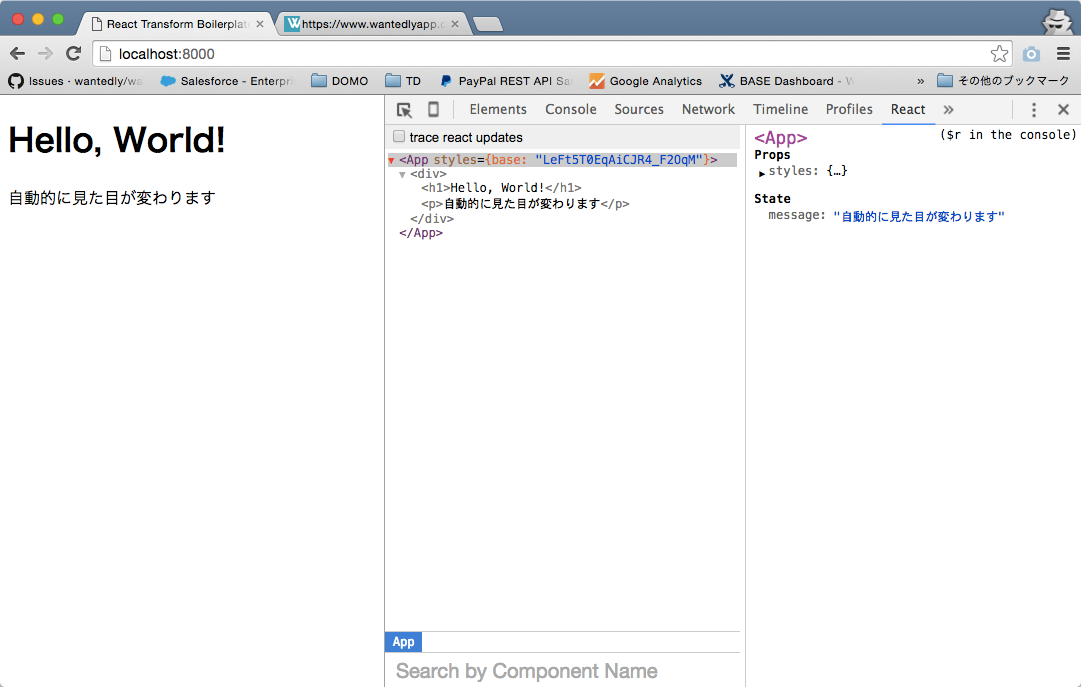 React Transform Boilerplat
https://www.wantedlyapp.c
localhost:8000
Issues · wantedly/wa Salesforce - Enterpri DOMO TD PayPal REST API Sa Google Analytics BASE Dashboard - W » その他のブックマーク
Hello, World!
自動的に見た目が変わります
Elements Console Sources Network Timeline Profiles React »
trace react updates
<App styles={base: "LeFt5T0EqAiCJR4_F2OqM"}>
<div>
<h1>Hello, World!</h1>
<p>自動的に見た目が変わります</p>
</div>
</App>
App
Search by Component Name
<App> ($r in the console)
Props
styles: {…}
State
message: "自動的に見た目が変わります"